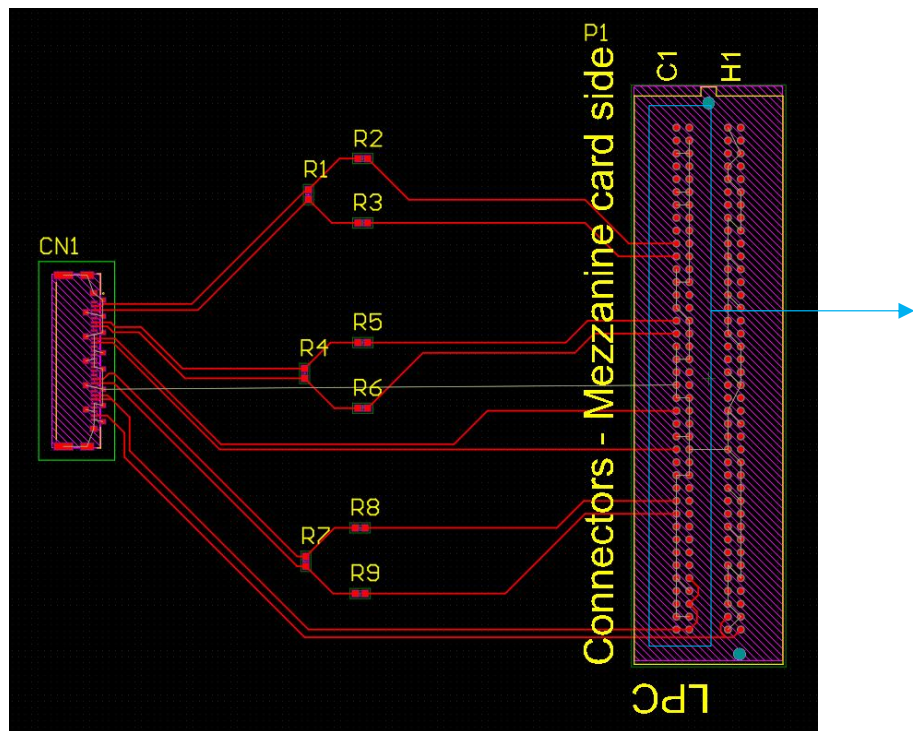 P1
C1
H1
Connectors - Mezzanine card side
R2
R1
R3
CN1
R5
R4
R6
R8
R7
R9
LPC